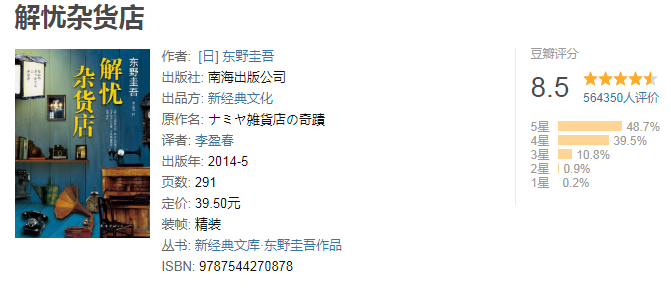 解忧杂货店
东野圭吾
解忧
杂货店
作者: [日] 东野圭吾
出版社: 南海出版公司
出品方: 新经典文化
原作名: ナミヤ雑貨店の奇蹟
译者: 李盈春
出版年: 2014-5
页数: 291
定价: 39.50元
装帧: 精装
丛书: 新经典文库·东野圭吾作品
ISBN: 9787544270878
豆瓣评分
8.5
564350人评价
5星 48.7%
4星 39.5%
3星 10.8%
2星 0.9%
1星 0.2%